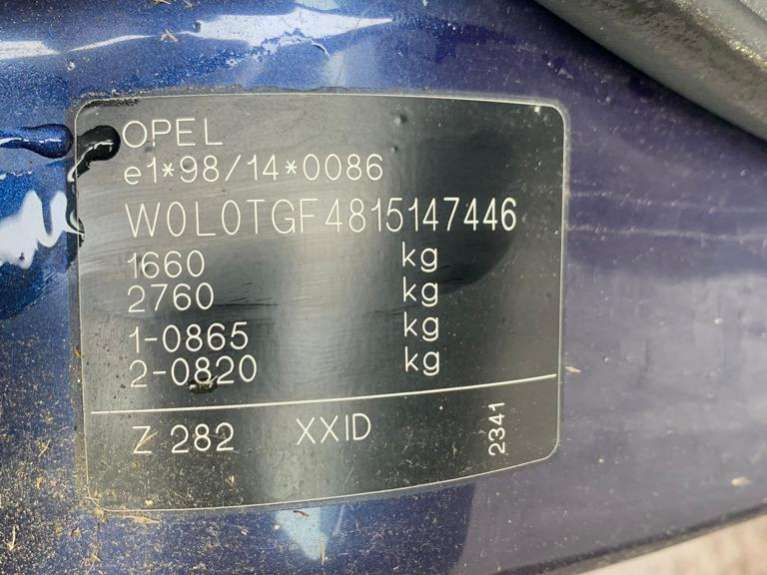 OPEL
e1*98/14*0086
W0L0TGF4815147446
1660 kg
2760 kg
1-0865 kg
2-0820 kg
Z 282 XXID 2341